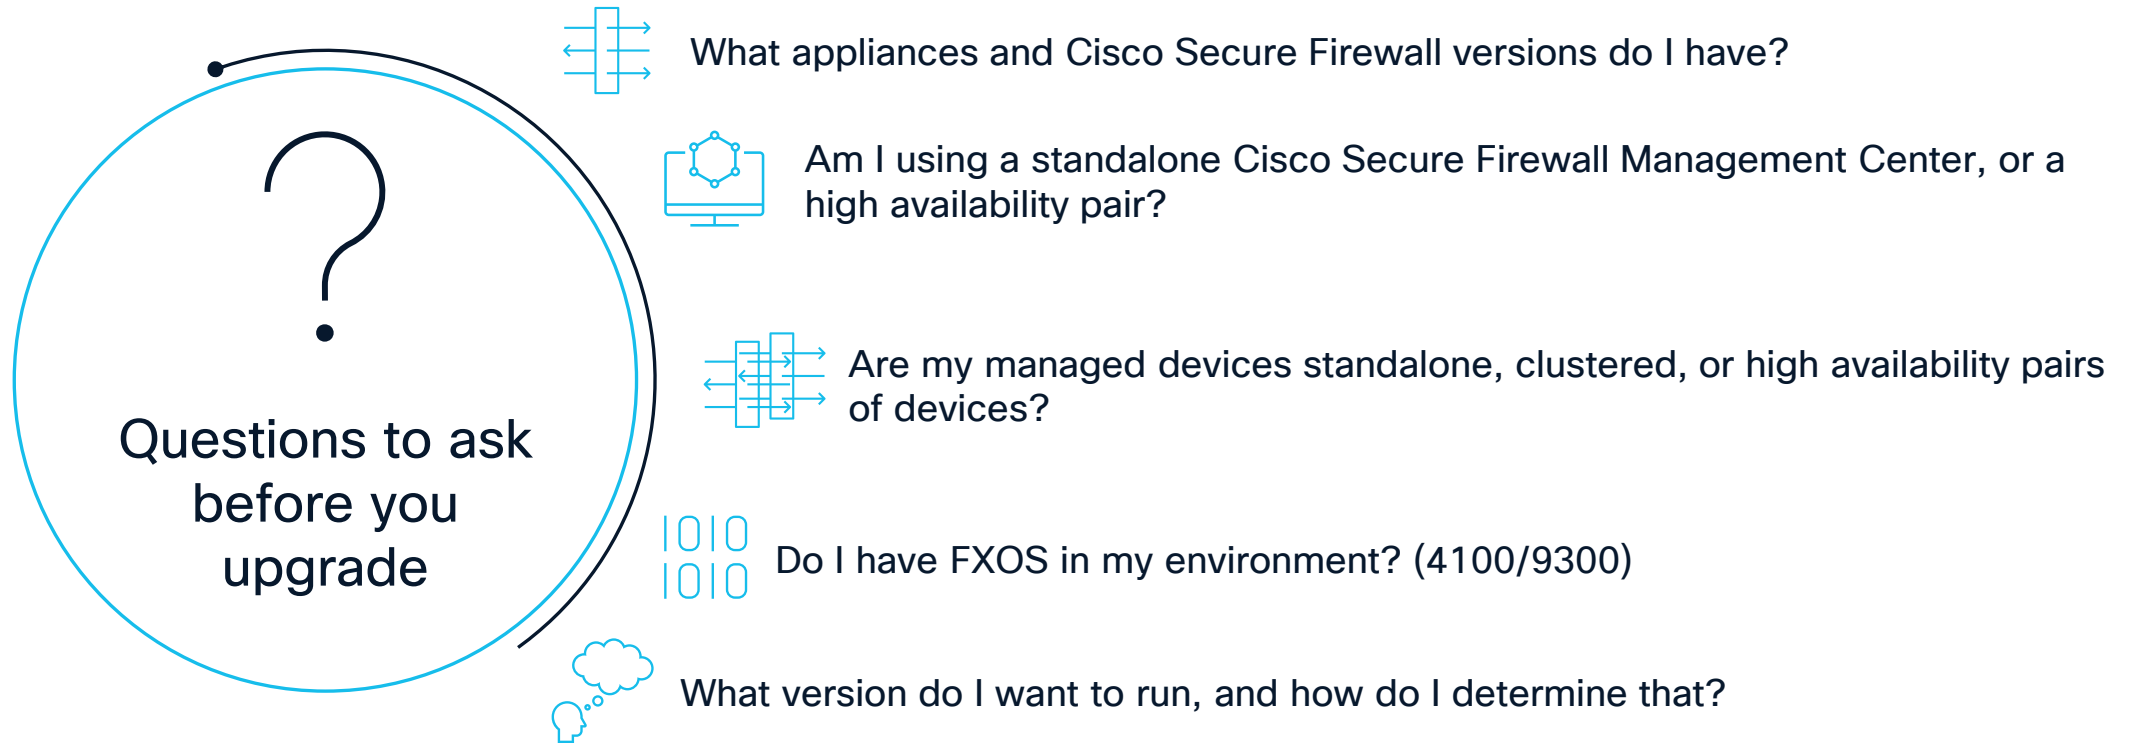 What appliances and Cisco Secure Firewall versions do I have?
Am I using a standalone Cisco Secure Firewall Management Center, or a
high availability pair?
Are my managed devices standalone, clustered, or high availability pairs
of devices?
Questions to ask
before you
upgrade
Do I have FXOS in my environment? (4100/9300)
What version do I want to run, and how do I determine that?